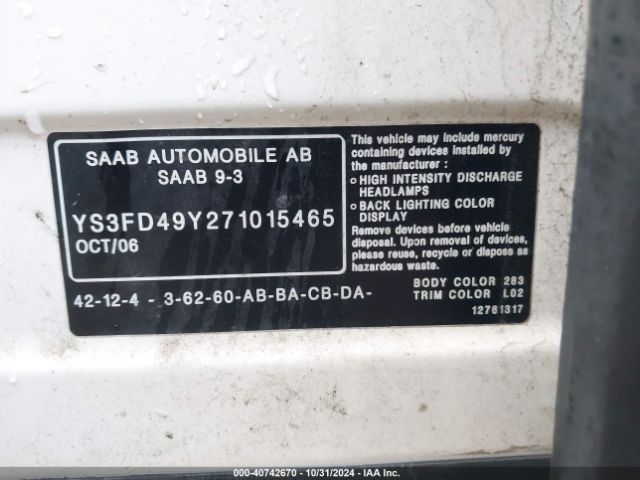 SAAB AUTOMOBILE AB
SAAB 9-3
YS3FD49Y271015465
OCT/06
42-12-4 - 3-62-60-AB-BA-CB-DA-
This vehicle may include mercury
containing devices installed by
the manufacturer :
o HIGH INTENSITY DISCHARGE
HEADLAMPS
o BACK LIGHTING COLOR
DISPLAY
Remove devices before vehicle
disposal. Upon removal of devices,
please reuse, recycle or dispose as
hazardous waste.
BODY COLOR 283
TRIM COLOR L02
12781317
000-40742670 - 10/31/2024 - IAAI.com